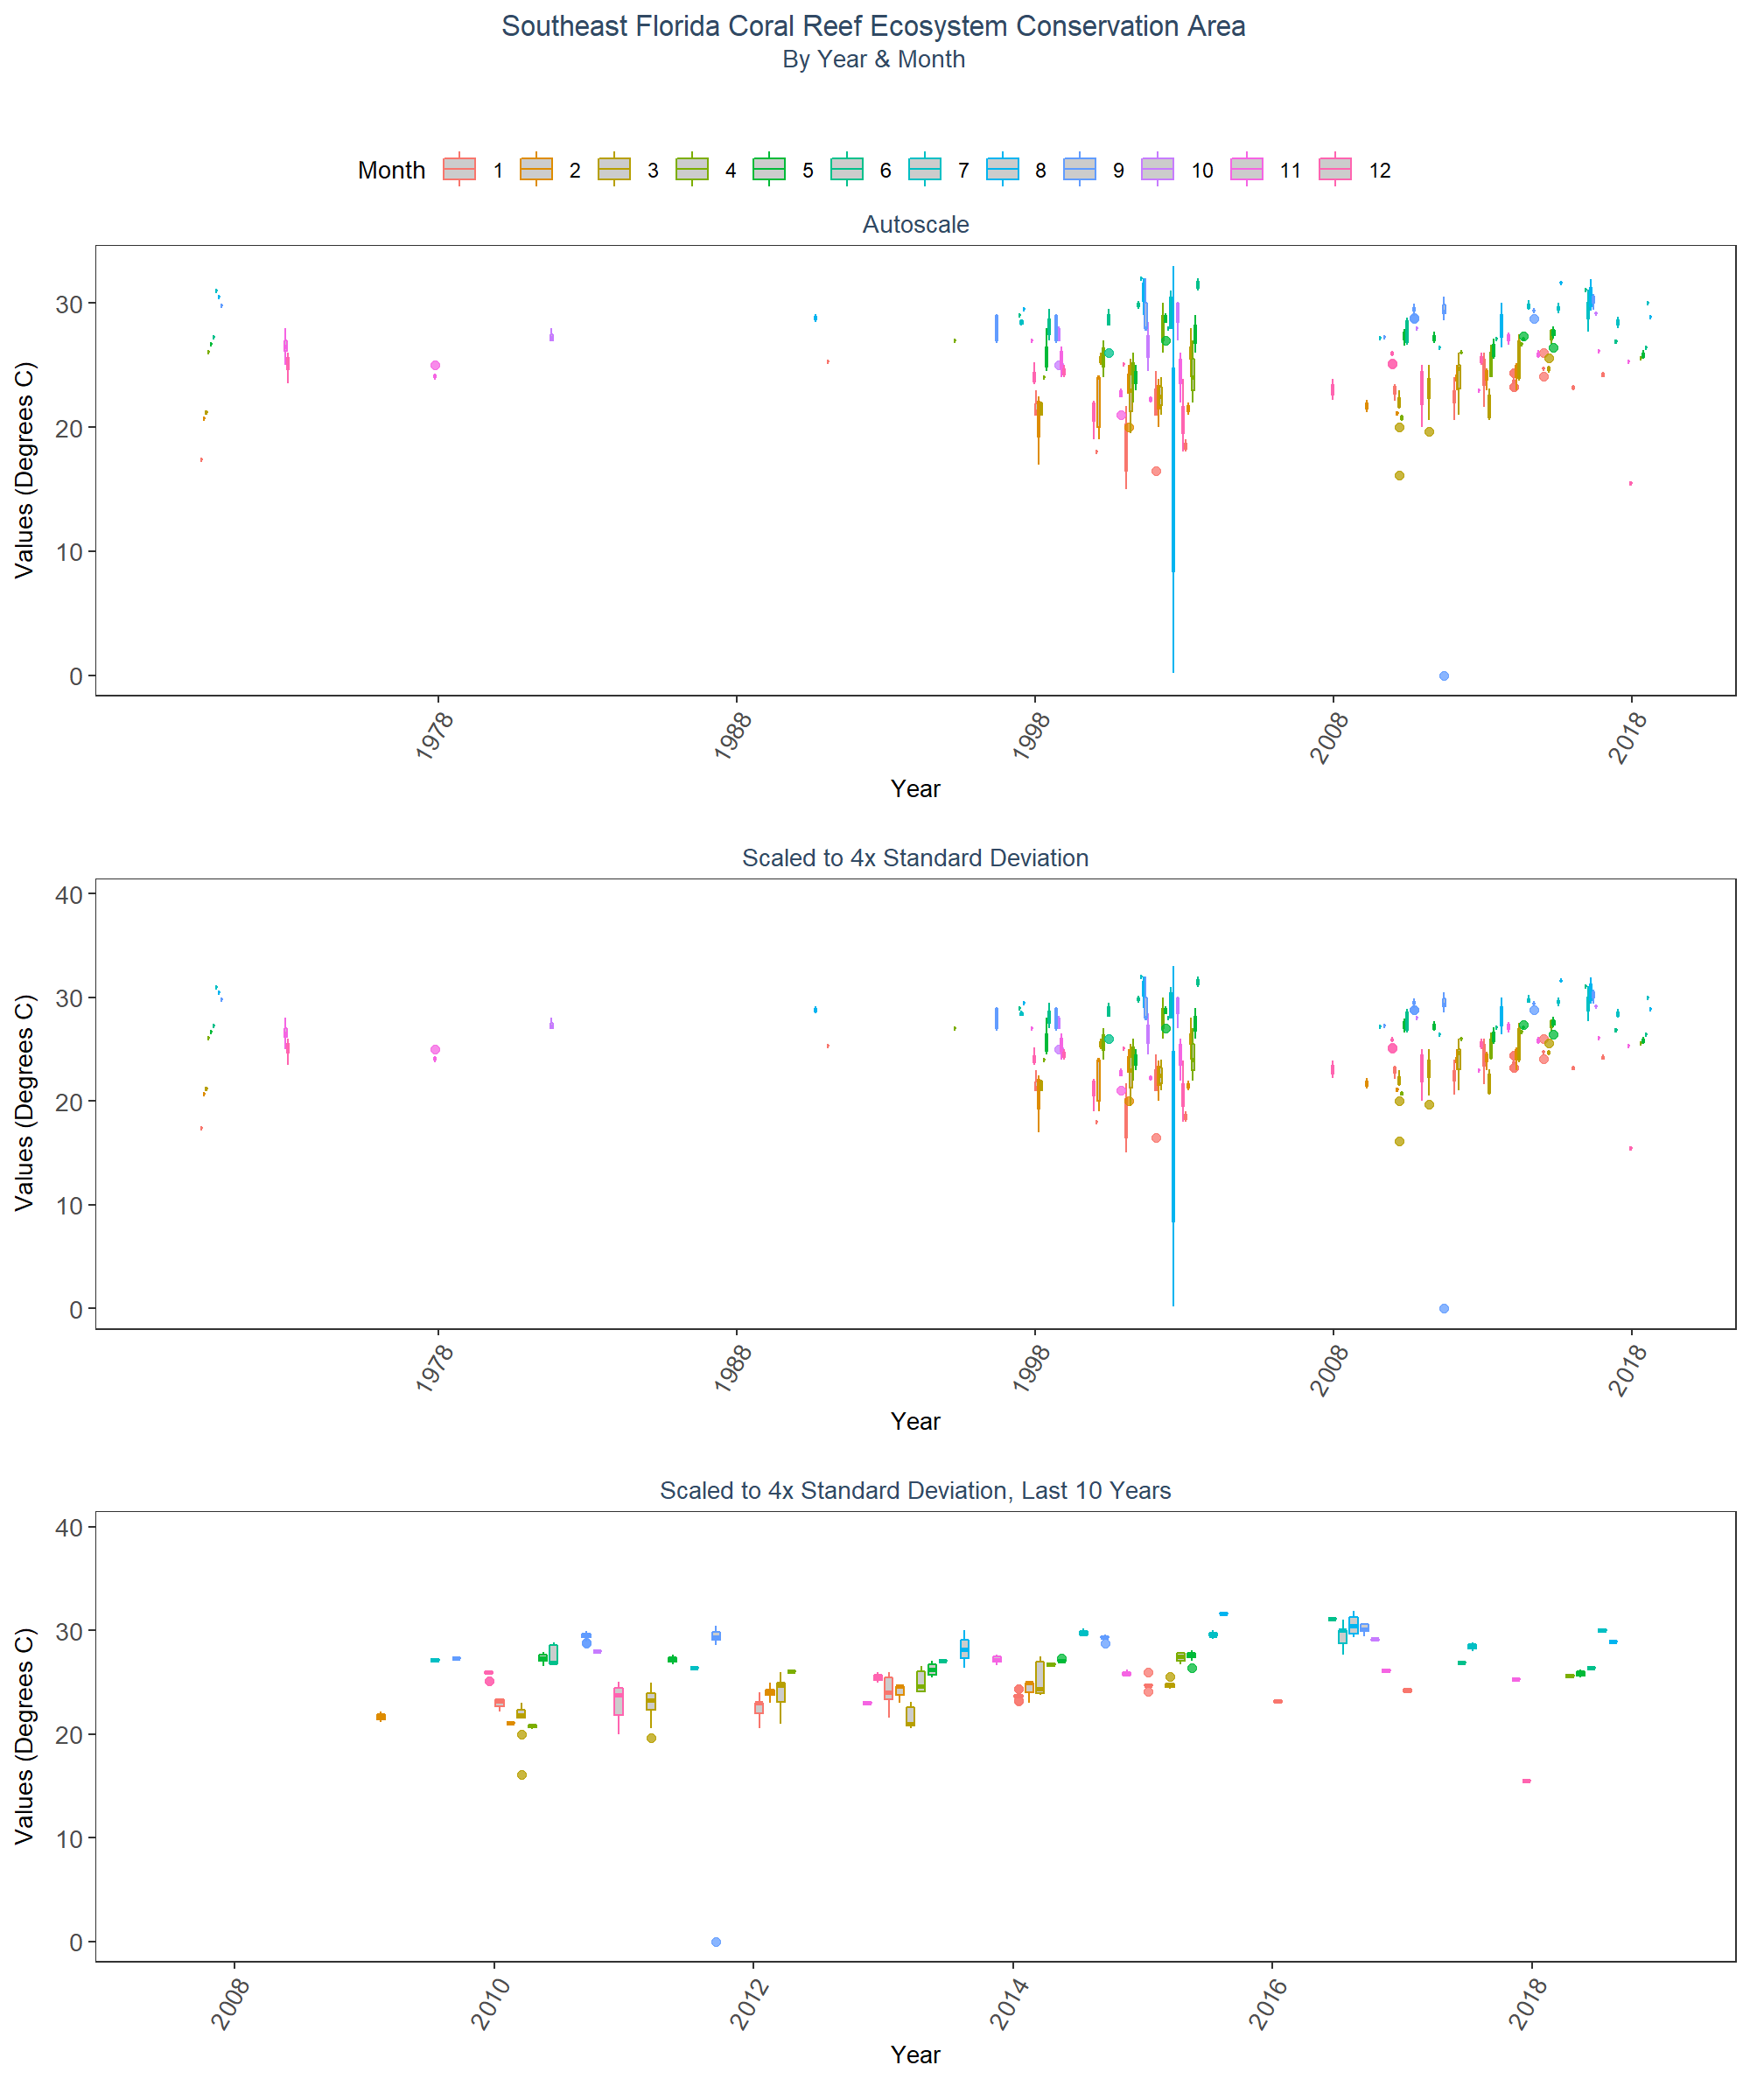 Southeast Florida Coral Reef Ecosystem Conservation Area
By Year & Month
Month 1 2 3 4 5 6 7 8 9 10 11 12
Autoscale
Values (Degrees C)
30
20
10
0
1978 1988 1998 2008 2018
Year
Scaled to 4x Standard Deviation
Values (Degrees C)
40
30
20
10
0
1978 1988 1998 2008 2018
Year
Scaled to 4x Standard Deviation, Last 10 Years
Values (Degrees C)
40
30
20
10
0
2008 2010 2012 2014 2016 2018
Year